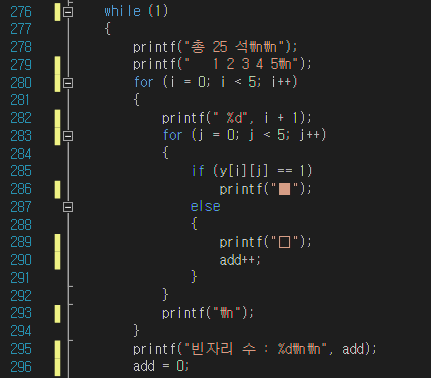 276 while (1)
277 {
278 printf("총 25 석₩n₩n");
279 printf("   1 2 3 4 5₩n");
280 for (i = 0; i < 5; i++)
281 {
282 printf(" %d", i + 1);
283 for (j = 0; j < 5; j++)
284 {
285 if (y[i][j] == 1)
286 printf("■");
287 else
288 {
289 printf("□");
290 add++;
291 }
292 }
293 printf("₩n");
294 }
295 printf("빈자리 수 : %d₩n₩n", add);
296 add = 0;